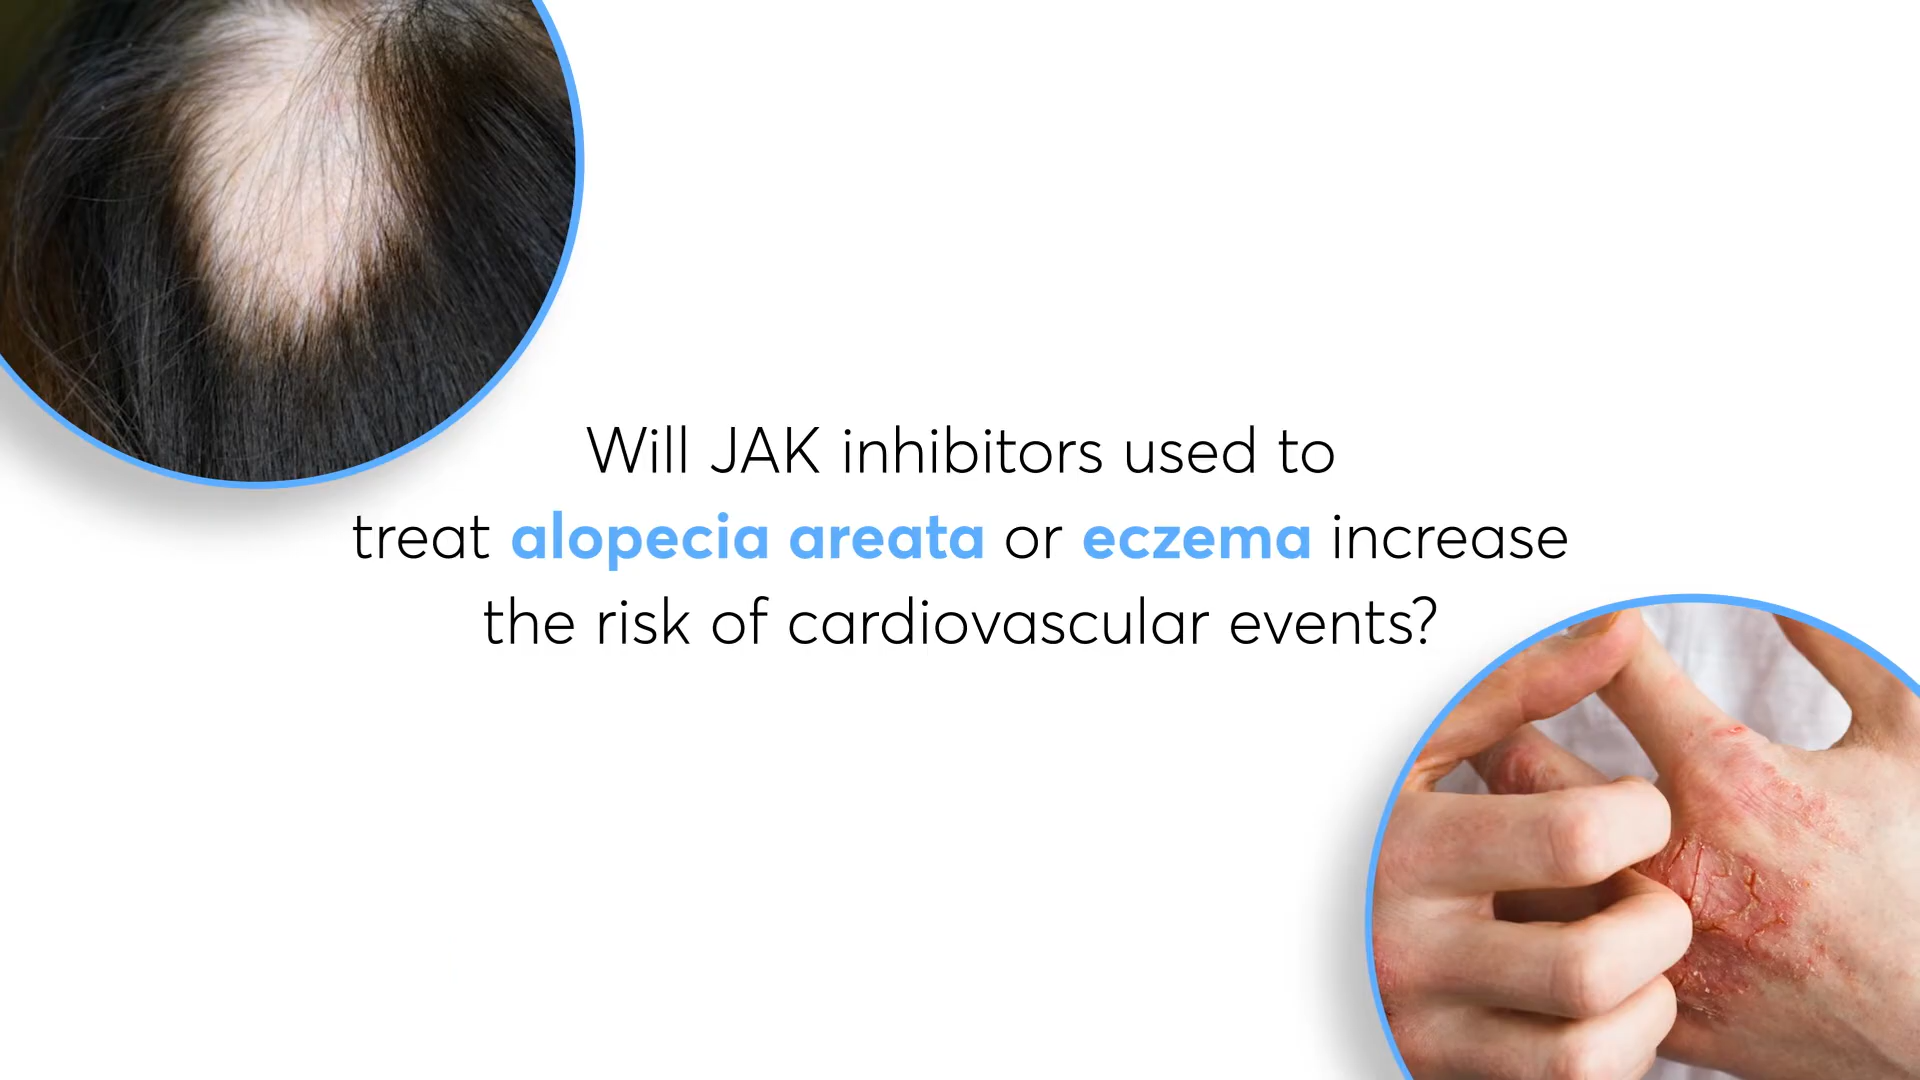 Will JAK inhibitors used to
treat alopecia areata or eczema increase
the risk of cardiovascular events?